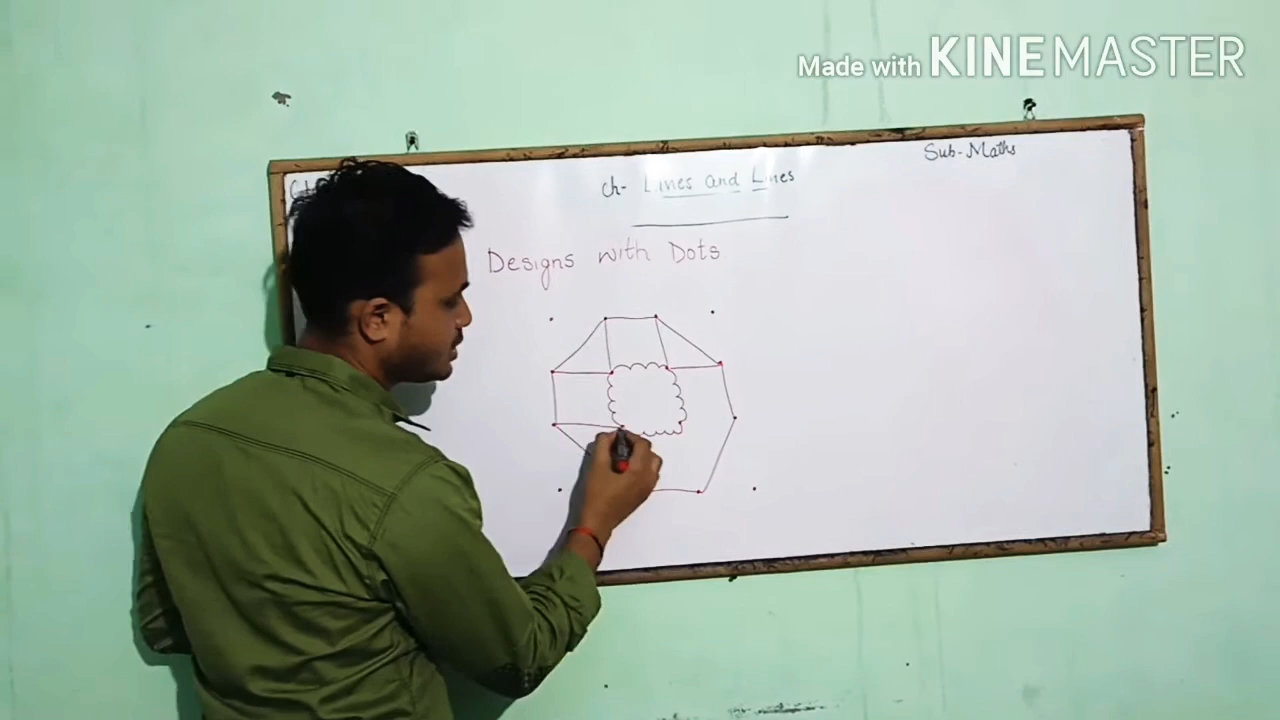 Made with KINEMASTER
Sub-Maths
Ch- Lines and Lines
Designs with Dots